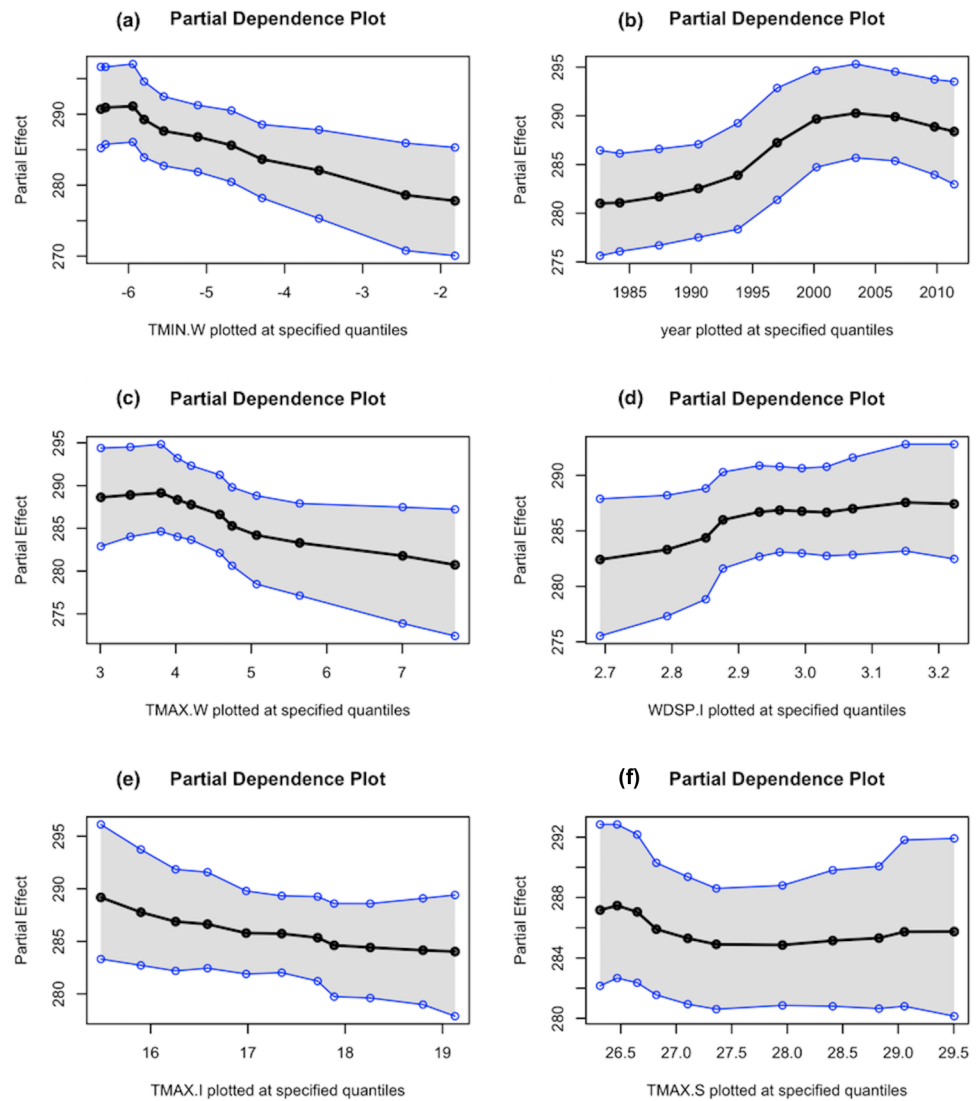 (a) Partial Dependence Plot
Partial Effect
290
280
270
-6 -5 -4 -3 -2
TMIN.W plotted at specified quantiles
(b) Partial Dependence Plot
Partial Effect
295
290
285
280
275
1985 1990 1995 2000 2005 2010
year plotted at specified quantiles
(c) Partial Dependence Plot
Partial Effect
295
290
285
280
275
3 4 5 6 7
TMAX.W plotted at specified quantiles
(d) Partial Dependence Plot
Partial Effect
290
285
280
275
2.7 2.8 2.9 3.0 3.1 3.2
WDSP.I plotted at specified quantiles
(e) Partial Dependence Plot
Partial Effect
295
290
285
280
16 17 18 19
TMAX.I plotted at specified quantiles
(f) Partial Dependence Plot
Partial Effect
292
288
284
280
26.5 27.0 27.5 28.0 28.5 29.0 29.5
TMAX.S plotted at specified quantiles